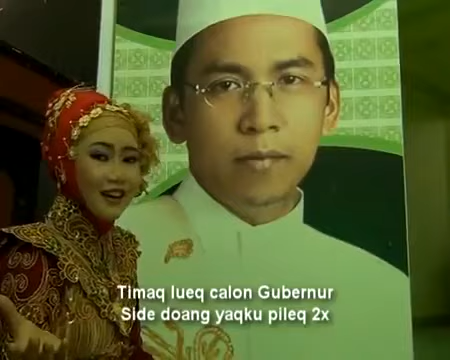 Timaq lueq calon Gubernur
Side doang yaqku pileq 2x